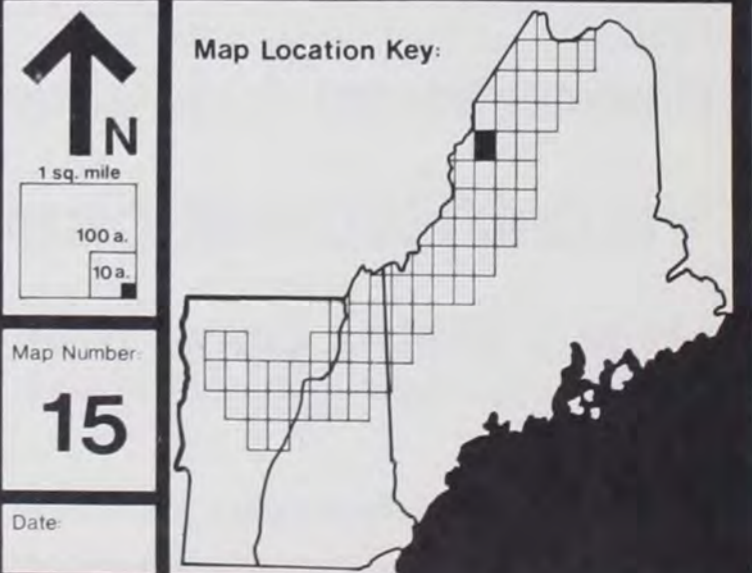 N
1 sq. mile
100 a.
10 a.
Map Number:
15
Date:
Map Location Key: